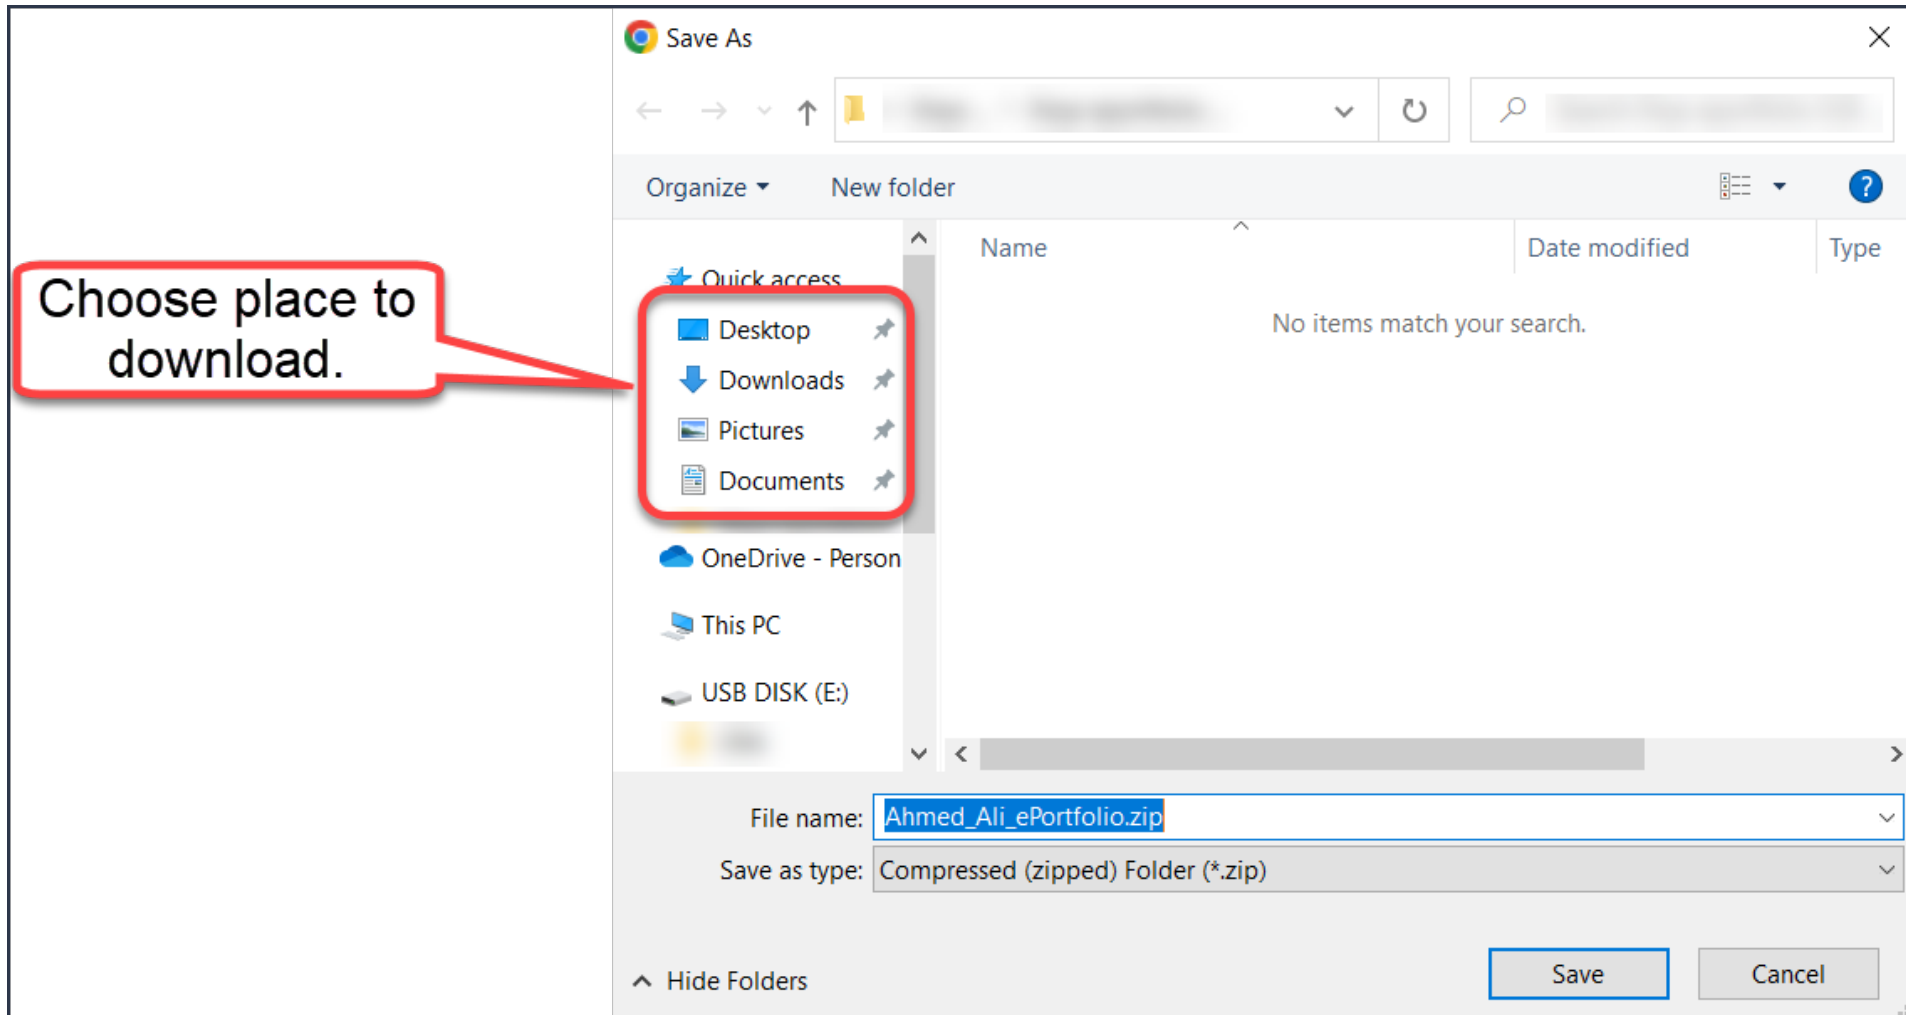 Save As
Organize
New folder
Choose place to
download.
Quick access
Desktop
Downloads
Pictures
Documents
OneDrive - Person
This PC
USB DISK (E:)
Name
Date modified
Type
No items match your search.
File name: Ahmed_Ali_ePortfolio.zip
Save as type: Compressed (zipped) Folder (*.zip)
Hide Folders
Save
Cancel